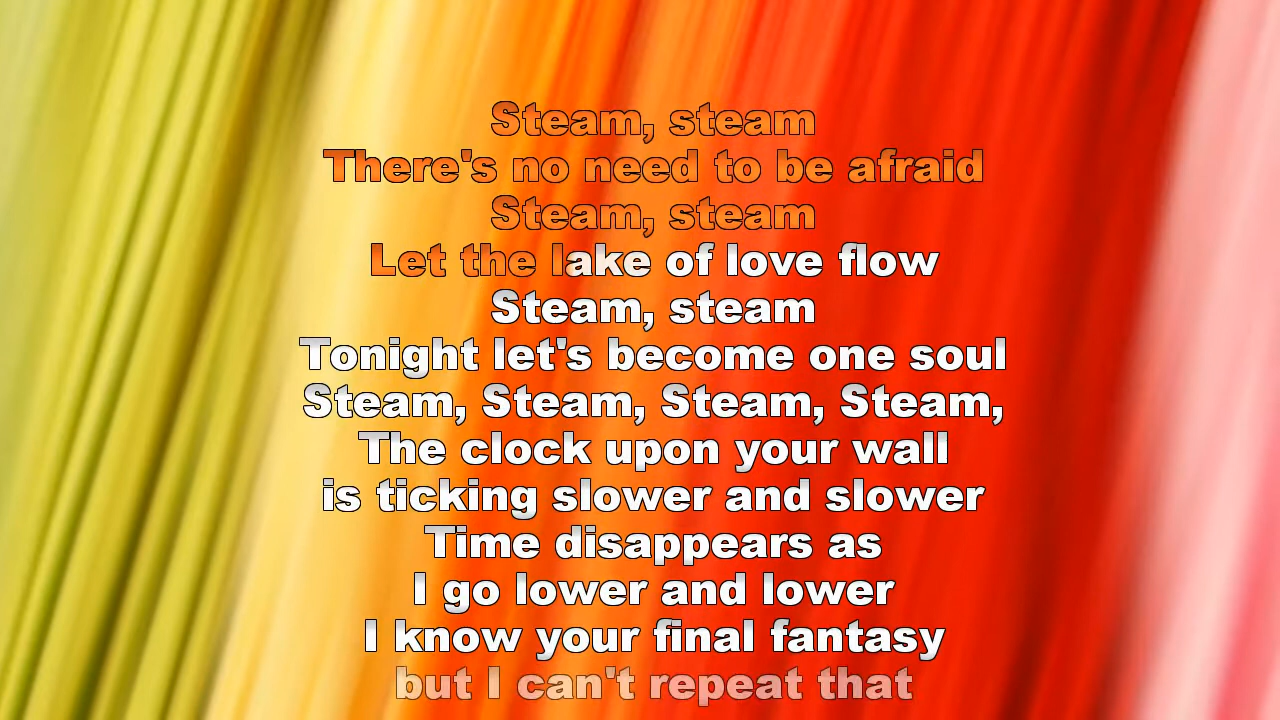 Steam, steam
There's no need to be afraid
Steam, steam
Let the lake of love flow
Steam, steam
Tonight let's become one soul
Steam, Steam, Steam, Steam,
The clock upon your wall
is ticking slower and slower
Time disappears as
I go lower and lower
I know your final fantasy
but I can't repeat that